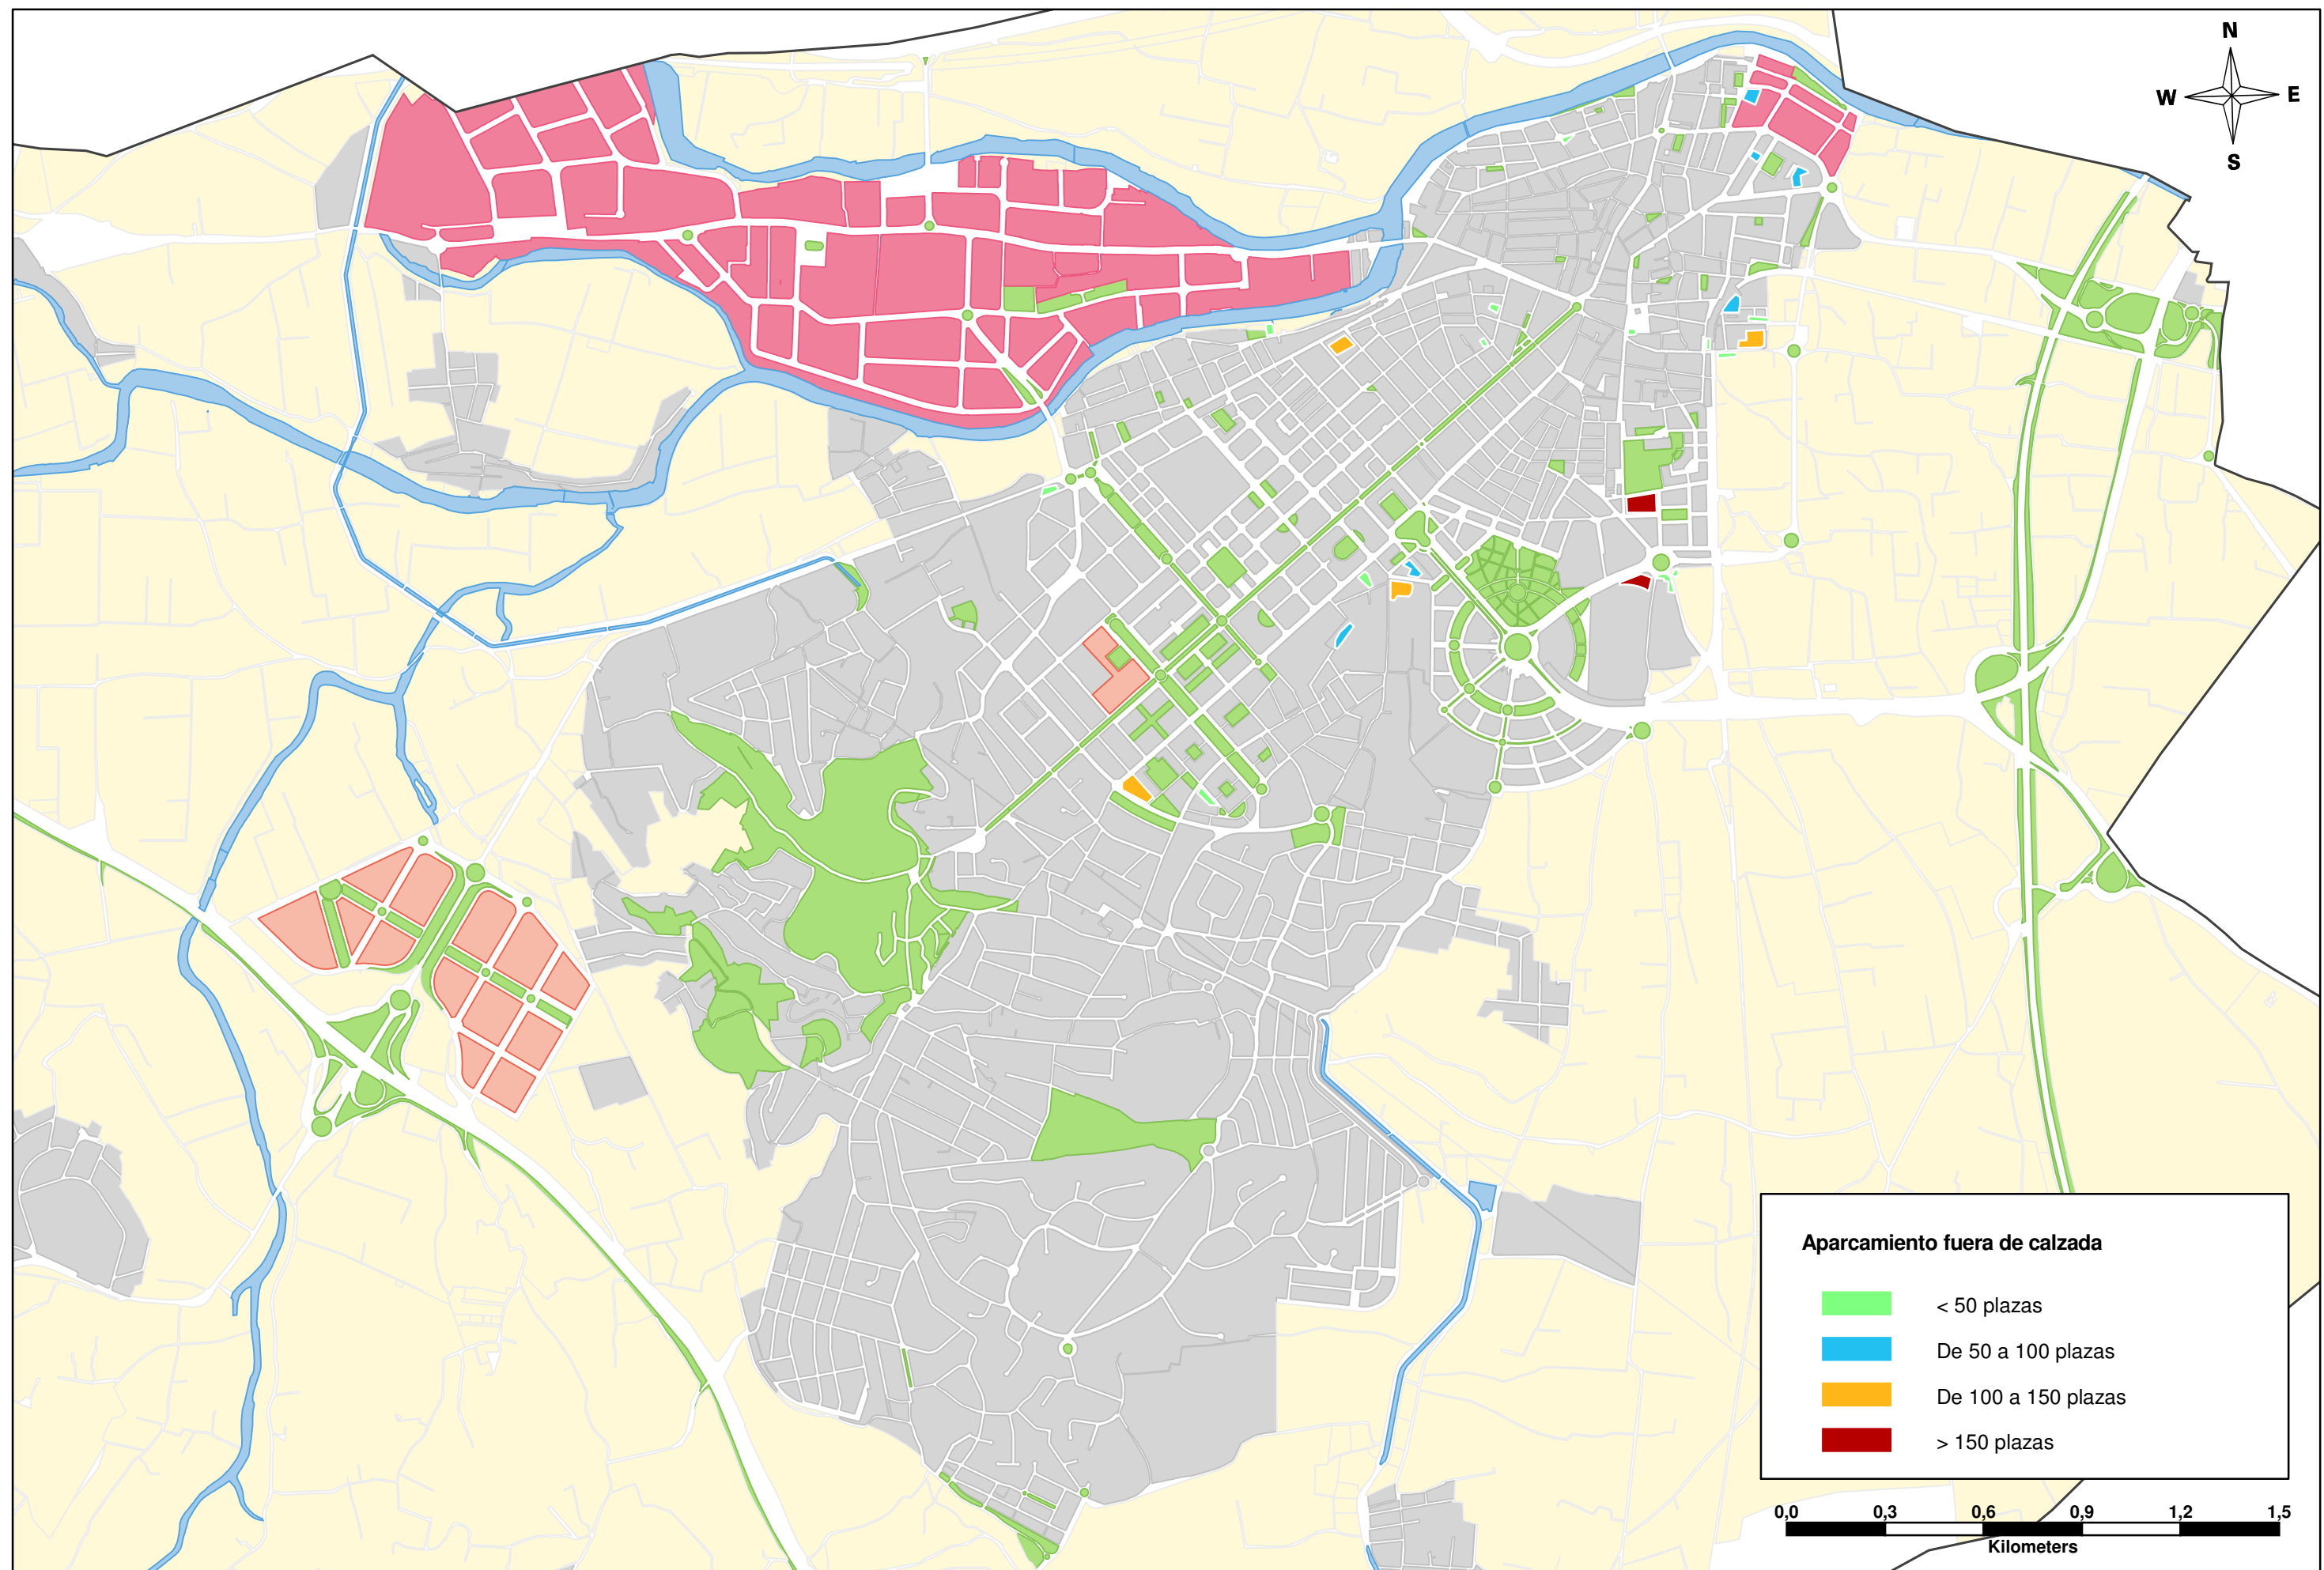 N
W
E
S
Aparcamiento fuera de calzada
< 50 plazas
De 50 a 100 plazas
De 100 a 150 plazas
> 150 plazas
0,0 0,3 0,6 0,9 1,2 1,5
Kilometers